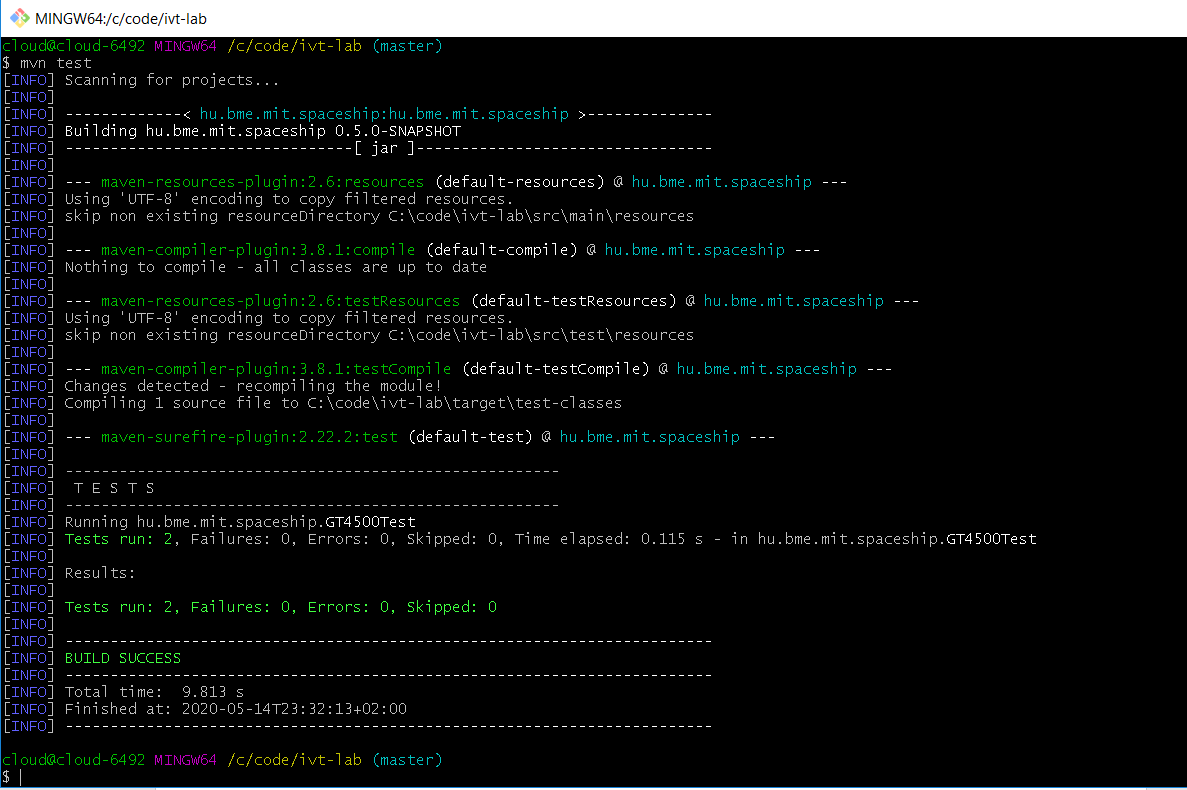 MINGW64:/c/code/ivt-lab
cloud@cloud-6492 MINGW64 /c/code/ivt-lab (master)
$ mvn test
[INFO] Scanning for projects...
[INFO]
[INFO] -------------< hu.bme.mit.spaceship:hu.bme.mit.spaceship >--------------
[INFO] Building hu.bme.mit.spaceship 0.5.0-SNAPSHOT
[INFO] --------------------------------[ jar ]---------------------------------
[INFO]
[INFO] --- maven-resources-plugin:2.6:resources (default-resources) @ hu.bme.mit.spaceship ---
[INFO] Using 'UTF-8' encoding to copy filtered resources.
[INFO] skip non existing resourceDirectory C:\code\ivt-lab\src\main\resources
[INFO]
[INFO] --- maven-compiler-plugin:3.8.1:compile (default-compile) @ hu.bme.mit.spaceship ---
[INFO] Nothing to compile - all classes are up to date
[INFO]
[INFO] --- maven-resources-plugin:2.6:testResources (default-testResources) @ hu.bme.mit.spaceship ---
[INFO] Using 'UTF-8' encoding to copy filtered resources.
[INFO] skip non existing resourceDirectory C:\code\ivt-lab\src\test\resources
[INFO]
[INFO] --- maven-compiler-plugin:3.8.1:testCompile (default-testCompile) @ hu.bme.mit.spaceship ---
[INFO] Changes detected - recompiling the module!
[INFO] Compiling 1 source file to C:\code\ivt-lab\target\test-classes
[INFO]
[INFO] --- maven-surefire-plugin:2.22.2:test (default-test) @ hu.bme.mit.spaceship ---
[INFO]
[INFO] -------------------------------------------------------
[INFO]  T E S T S
[INFO] -------------------------------------------------------
[INFO] Running hu.bme.mit.spaceship.GT4500Test
[INFO] Tests run: 2, Failures: 0, Errors: 0, Skipped: 0, Time elapsed: 0.115 s - in hu.bme.mit.spaceship.GT4500Test
[INFO]
[INFO] Results:
[INFO]
[INFO] Tests run: 2, Failures: 0, Errors: 0, Skipped: 0
[INFO]
[INFO] ------------------------------------------------------------------------
[INFO] BUILD SUCCESS
[INFO] ------------------------------------------------------------------------
[INFO] Total time:  9.813 s
[INFO] Finished at: 2020-05-14T23:32:13+02:00
[INFO] ------------------------------------------------------------------------
cloud@cloud-6492 MINGW64 /c/code/ivt-lab (master)
$